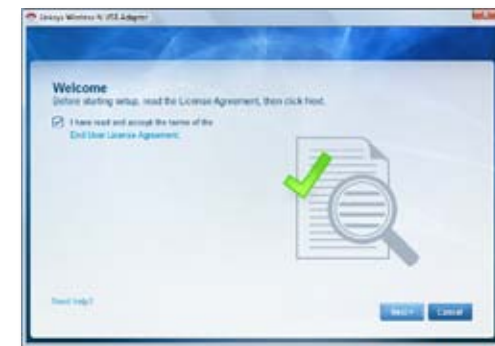 Linksys Wireless-N USB Adapter
Welcome
Before starting setup, read the License Agreement, then click Next.
I have read and accept the terms of the
End User License Agreement.
Need help?
Next
Cancel